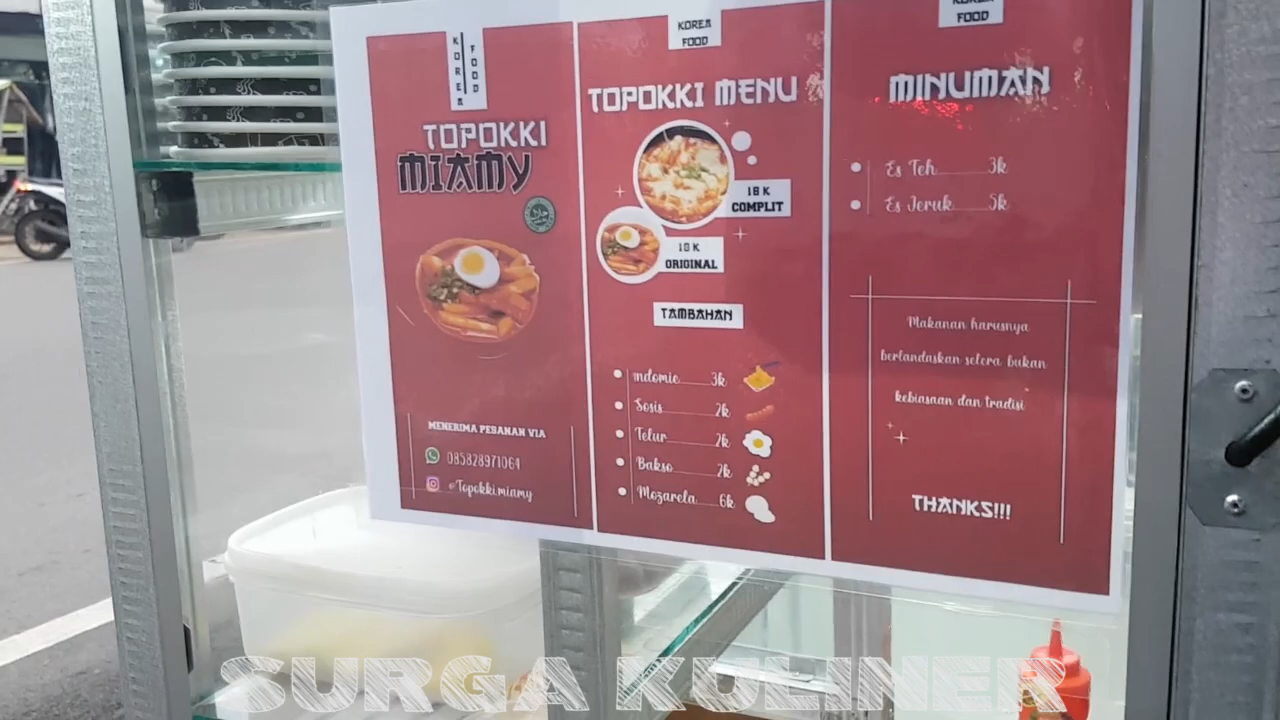 KOREA
FOOD
TOPOKKI
MIAMY
MENERIMA PESANAN VIA
085828971064
@Topokki.miamy
KOREA
FOOD
TOPOKKI MENU
18 K
COMPLIT
10 K
ORIGINAL
TAMBAHAN
Indomie 3k
Sosis 2k
Telur 2k
Bakso 2k
Mozarela 6k
KOREA
FOOD
MINUMAN
Es Teh 3k
Es Jeruk 5k
Makanan harusnya
berlandaskan selera bukan
kebiasaan dan tradisi
THANKS!!!
SURGA KULINER